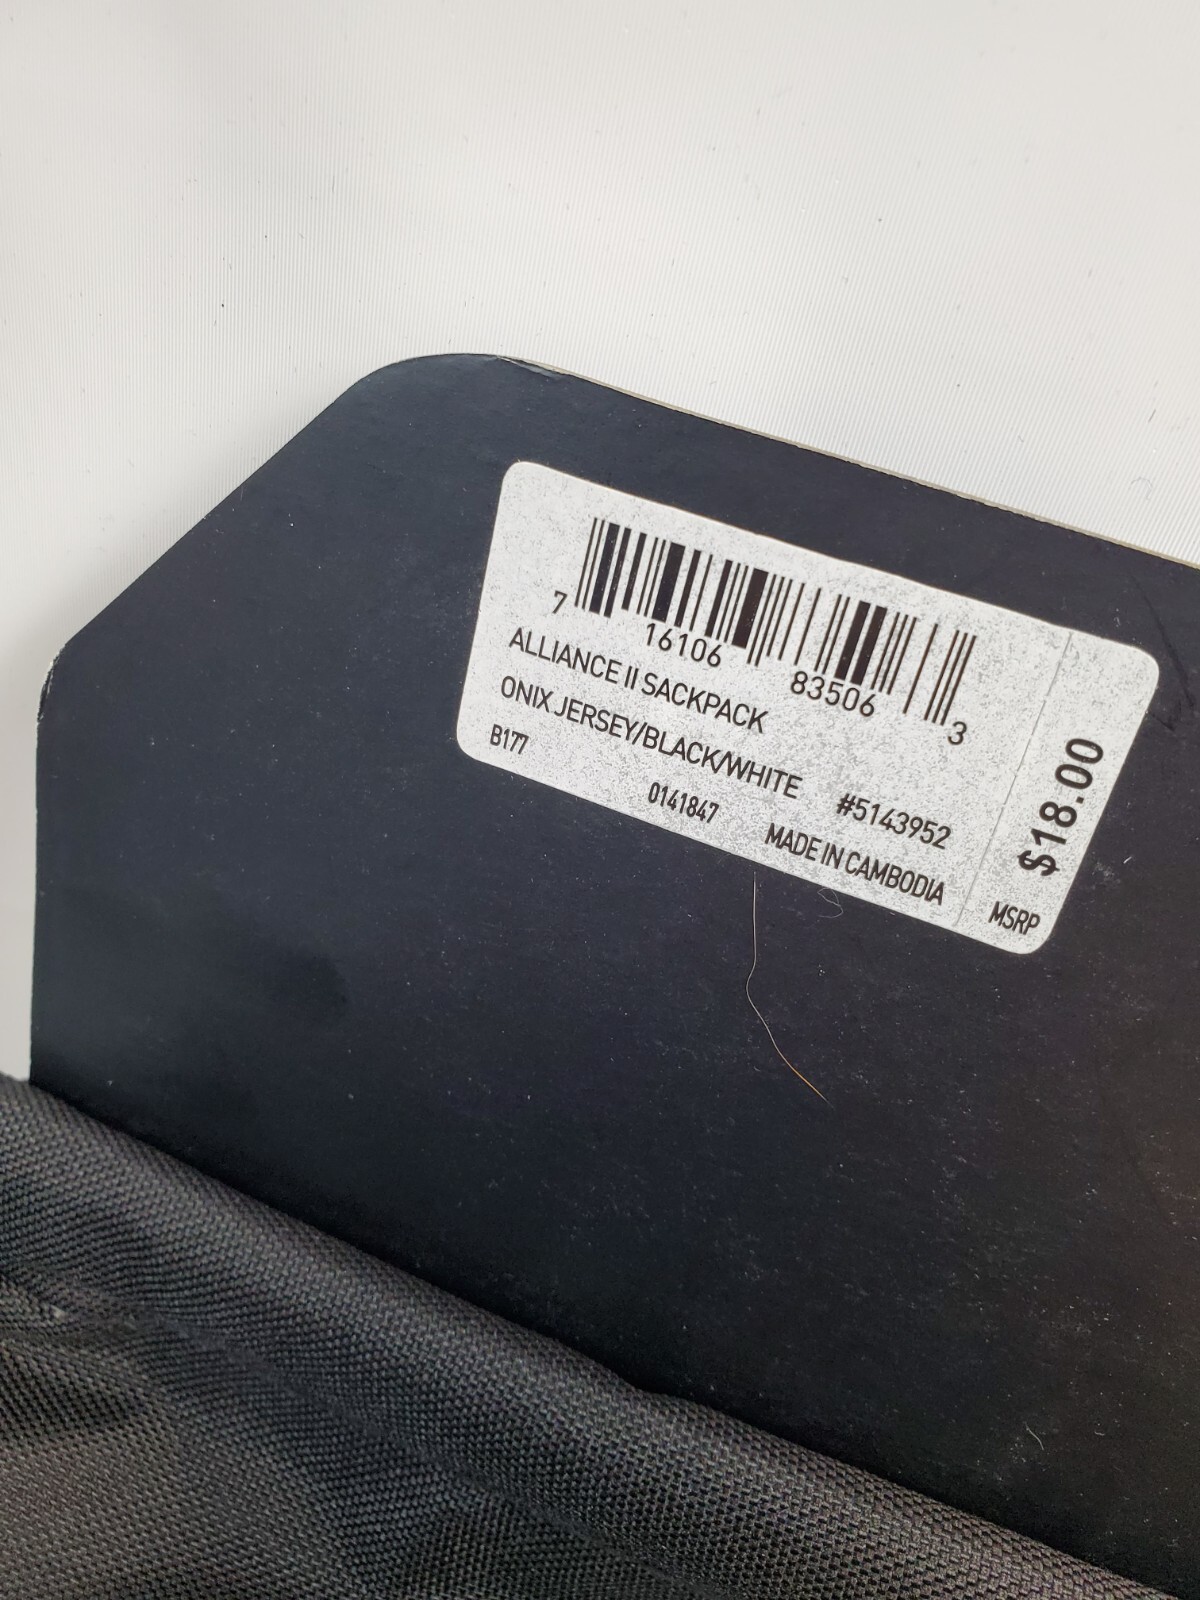 7 16106 83506 3
ALLIANCE II SACKPACK
ONIX JERSEY/BLACK/WHITE #5143952
B177 0141847 MADE IN CAMBODIA
$18.00
MSRP